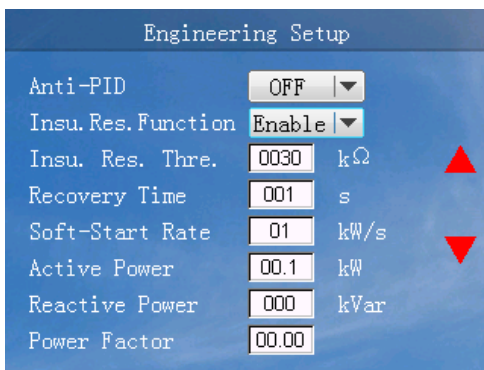 Engineering Setup
Anti-PID OFF
Insu.Res.Function Enable
Insu. Res. Thre. 0030 kΩ
Recovery Time 001 s
Soft-Start Rate 01 kW/s
Active Power 00.1 kW
Reactive Power 000 kVar
Power Factor 00.00